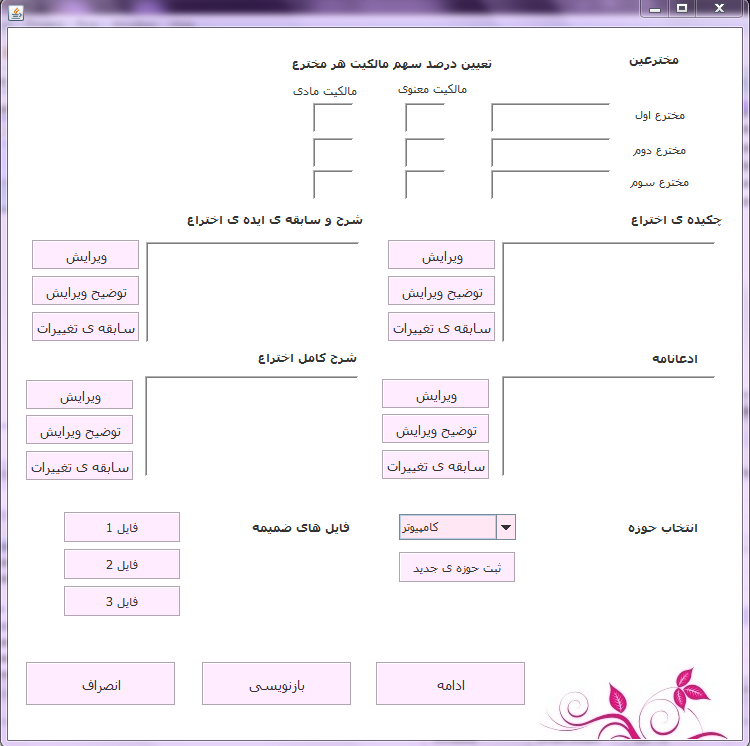 مخترعین
تعیین درصد سهم مالکیت هر مخترع
مالکیت معنوی
مالکیت مادی
مخترع اول
مخترع دوم
مخترع سوم
چکیده ی اختراع
شرح و سابقه ی ایده ی اختراع
ویرایش
ویرایش
توضیح ویرایش
توضیح ویرایش
سابقه ی تغییرات
سابقه ی تغییرات
ادعانامه
شرح کامل اختراع
ویرایش
ویرایش
توضیح ویرایش
توضیح ویرایش
سابقه ی تغییرات
سابقه ی تغییرات
انتخاب حوزه
کامپیوتر
فایل های ضمیمه
فایل 1
ثبت حوزه ی جدید
فایل 2
فایل 3
ادامه
بازنویسی
انصراف